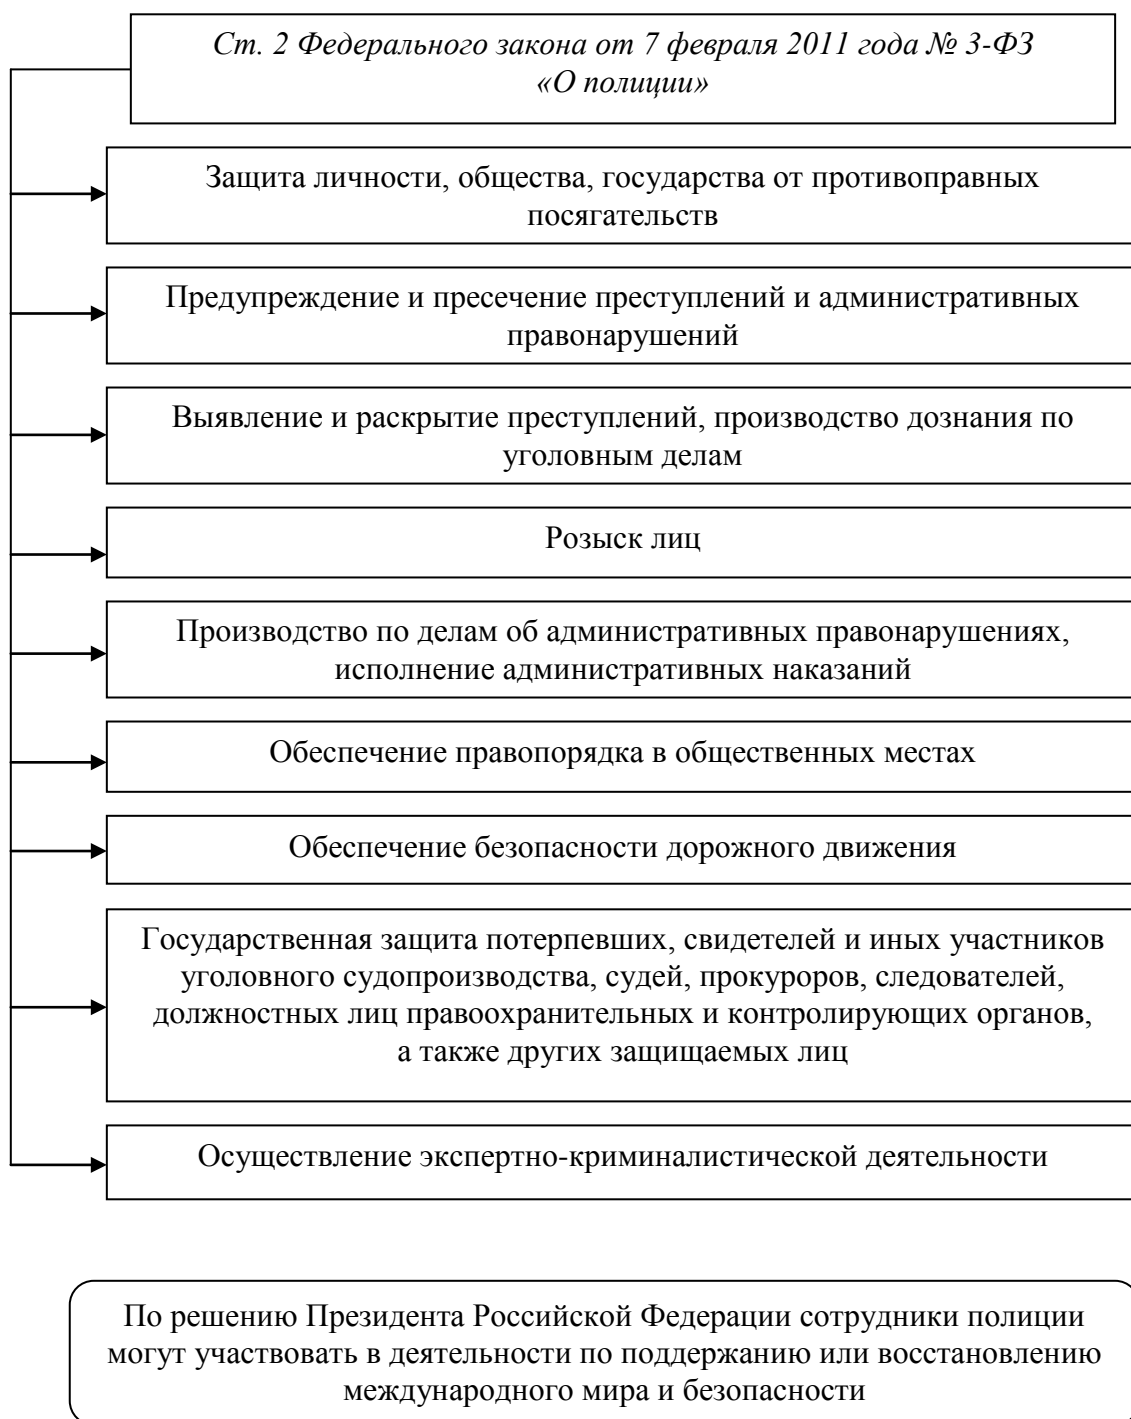 Ст. 2 Федерального закона от 7 февраля 2011 года № 3-ФЗ
«О полиции»
Защита личности, общества, государства от противоправных
посягательств
Предупреждение и пресечение преступлений и административных
правонарушений
Выявление и раскрытие преступлений, производство дознания по
уголовным делам
Розыск лиц
Производство по делам об административных правонарушениях,
исполнение административных наказаний
Обеспечение правопорядка в общественных местах
Обеспечение безопасности дорожного движения
Государственная защита потерпевших, свидетелей и иных участников
уголовного судопроизводства, судей, прокуроров, следователей,
должностных лиц правоохранительных и контролирующих органов,
а также других защищаемых лиц
Осуществление экспертно-криминалистической деятельности
По решению Президента Российской Федерации сотрудники полиции
могут участвовать в деятельности по поддержанию или восстановлению
международного мира и безопасности